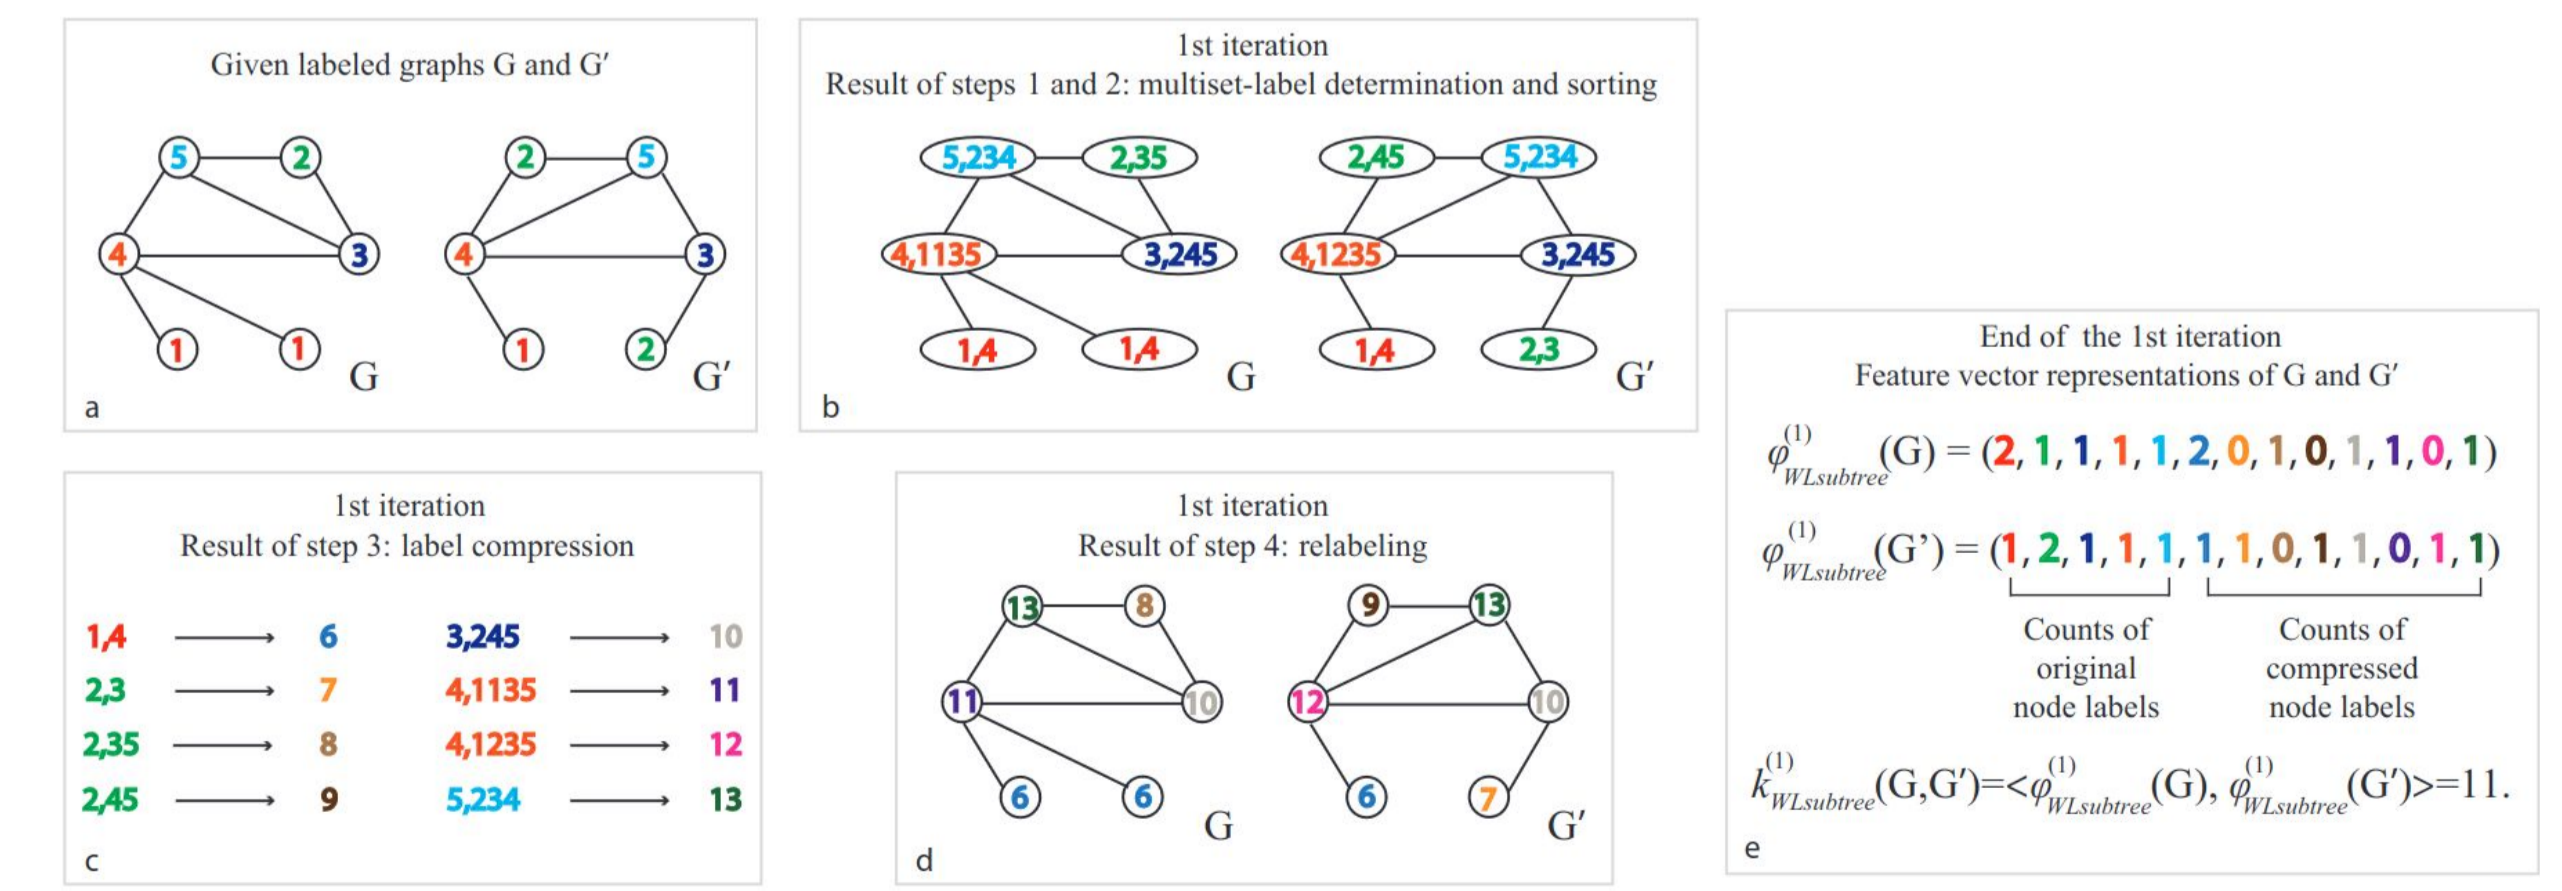 Given labeled graphs G and G′
5 2 2 5
4 3 4 3
1 1 1 2
G G′
a
1st iteration
Result of steps 1 and 2: multiset-label determination and sorting
5,234 2,35 2,45 5,234
4,1135 3,245 4,1235 3,245
1,4 1,4 1,4 2,3
G G′
b
1st iteration
Result of step 3: label compression
1,4 → 6 3,245 → 10
2,3 → 7 4,1135 → 11
2,35 → 8 4,1235 → 12
2,45 → 9 5,234 → 13
c
1st iteration
Result of step 4: relabeling
13 8 9 13
11 10 12 10
6 6 6 7
G G′
d
End of the 1st iteration
Feature vector representations of G and G′
φ(1)WLsubtree(G) = (2, 1, 1, 1, 1, 2, 0, 1, 0, 1, 1, 0, 1)
φ(1)WLsubtree(G’) = (1, 2, 1, 1, 1, 1, 1, 0, 1, 1, 0, 1, 1)
Counts of original node labels
Counts of compressed node labels
k(1)WLsubtree(G,G′)=<φ(1)WLsubtree(G), φ(1)WLsubtree(G′)>=11.
e